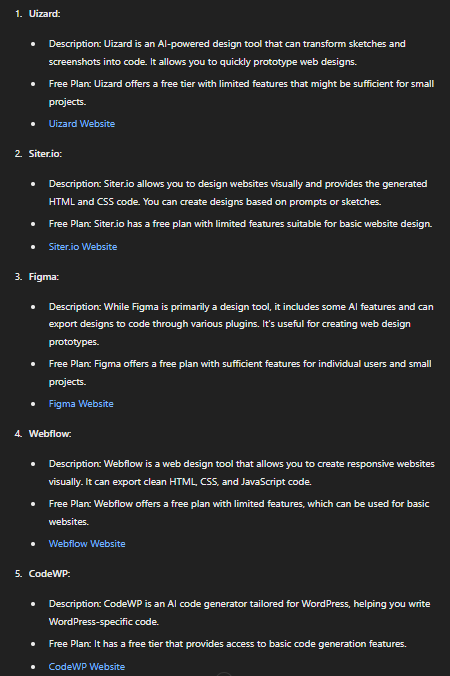 1. Uizard:
• Description: Uizard is an AI-powered design tool that can transform sketches and
screenshots into code. It allows you to quickly prototype web designs.
• Free Plan: Uizard offers a free tier with limited features that might be sufficient for small
projects.
• Uizard Website
2. Siter.io:
• Description: Siter.io allows you to design websites visually and provides the generated
HTML and CSS code. You can create designs based on prompts or sketches.
• Free Plan: Siter.io has a free plan with limited features suitable for basic website design.
• Siter.io Website
3. Figma:
• Description: While Figma is primarily a design tool, it includes some AI features and can
export designs to code through various plugins. It's useful for creating web design
prototypes.
• Free Plan: Figma offers a free plan with sufficient features for individual users and small
projects.
• Figma Website
4. Webflow:
• Description: Webflow is a web design tool that allows you to create responsive websites
visually. It can export clean HTML, CSS, and JavaScript code.
• Free Plan: Webflow offers a free plan with limited features, which can be used for basic
websites.
• Webflow Website
5. CodeWP:
• Description: CodeWP is an AI code generator tailored for WordPress, helping you write
WordPress-specific code.
• Free Plan: It has a free tier that provides access to basic code generation features.
• CodeWP Website